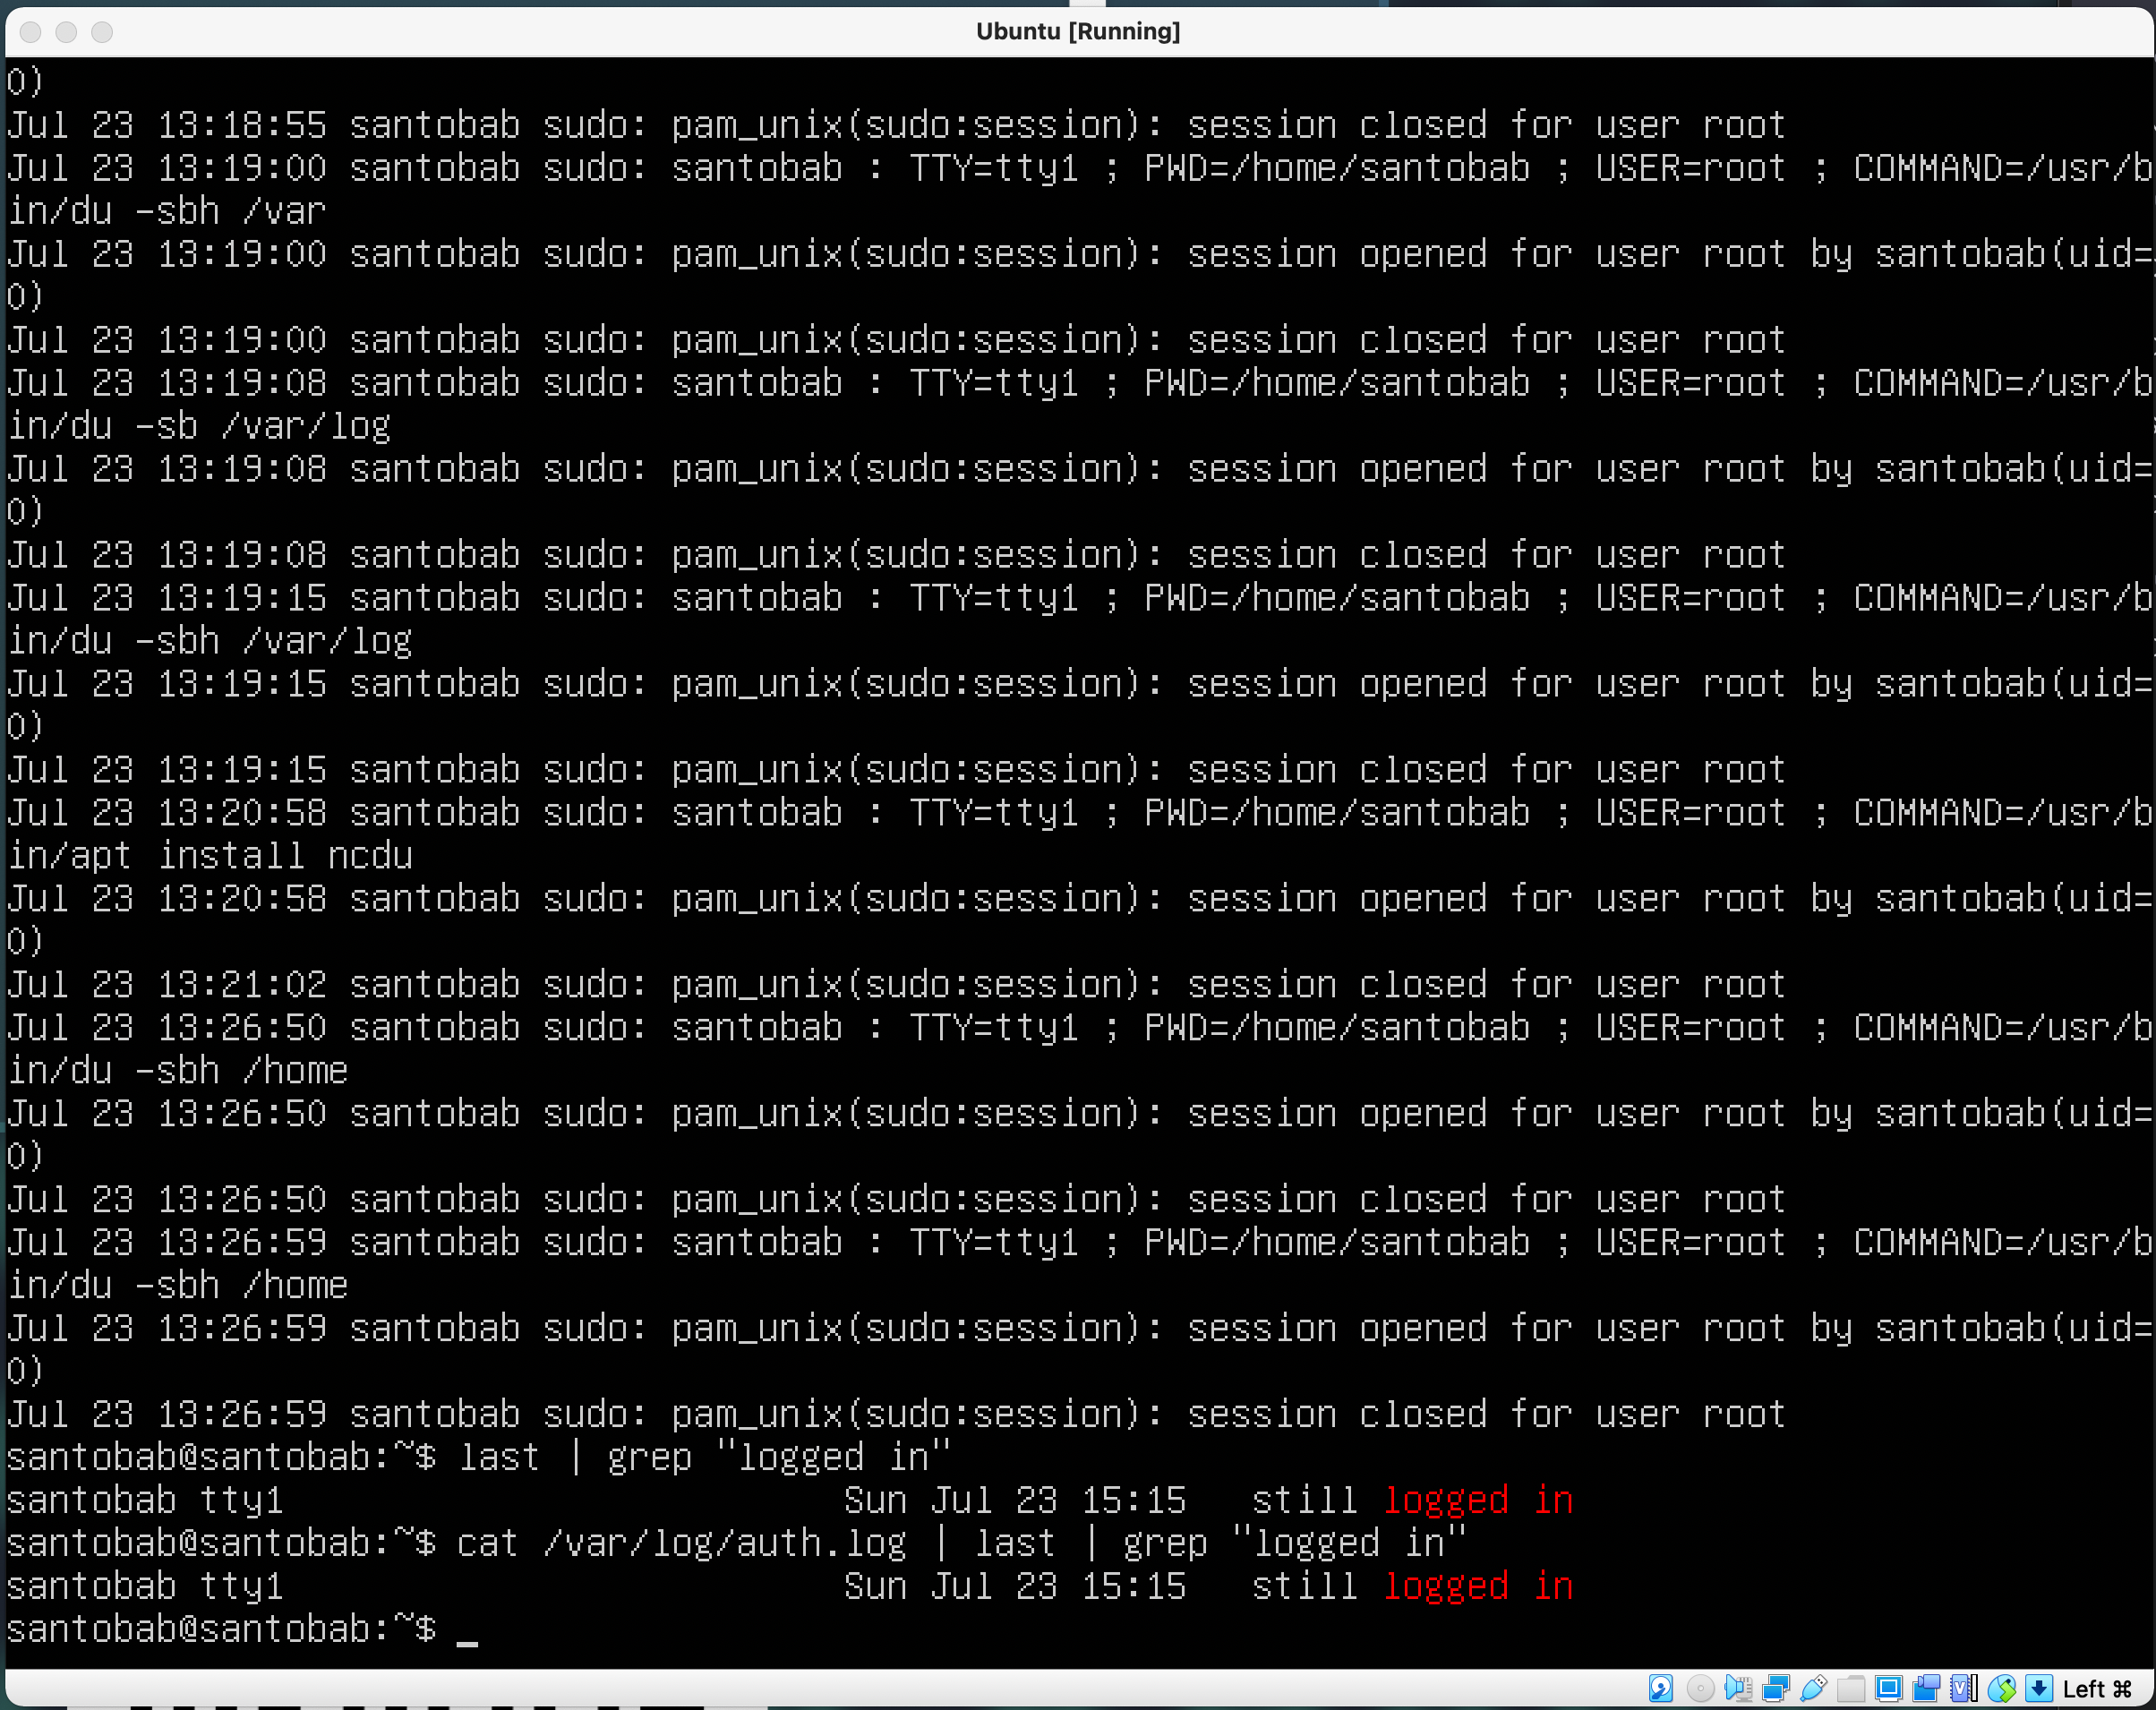 Ubuntu [Running]
0)
Jul 23 13:18:55 santobab sudo: pam_unix(sudo:session): session closed for user root
Jul 23 13:19:00 santobab sudo: santobab : TTY=tty1 ; PWD=/home/santobab ; USER=root ; COMMAND=/usr/b
in/du -sbh /var
Jul 23 13:19:00 santobab sudo: pam_unix(sudo:session): session opened for user root by santobab(uid=
0)
Jul 23 13:19:00 santobab sudo: pam_unix(sudo:session): session closed for user root
Jul 23 13:19:08 santobab sudo: santobab : TTY=tty1 ; PWD=/home/santobab ; USER=root ; COMMAND=/usr/b
in/du -sb /var/log
Jul 23 13:19:08 santobab sudo: pam_unix(sudo:session): session opened for user root by santobab(uid=
0)
Jul 23 13:19:08 santobab sudo: pam_unix(sudo:session): session closed for user root
Jul 23 13:19:15 santobab sudo: santobab : TTY=tty1 ; PWD=/home/santobab ; USER=root ; COMMAND=/usr/b
in/du -sbh /var/log
Jul 23 13:19:15 santobab sudo: pam_unix(sudo:session): session opened for user root by santobab(uid=
0)
Jul 23 13:19:15 santobab sudo: pam_unix(sudo:session): session closed for user root
Jul 23 13:20:58 santobab sudo: santobab : TTY=tty1 ; PWD=/home/santobab ; USER=root ; COMMAND=/usr/b
in/apt install ncdu
Jul 23 13:20:58 santobab sudo: pam_unix(sudo:session): session opened for user root by santobab(uid=
0)
Jul 23 13:21:02 santobab sudo: pam_unix(sudo:session): session closed for user root
Jul 23 13:26:50 santobab sudo: santobab : TTY=tty1 ; PWD=/home/santobab ; USER=root ; COMMAND=/usr/b
in/du -sbh /home
Jul 23 13:26:50 santobab sudo: pam_unix(sudo:session): session opened for user root by santobab(uid=
0)
Jul 23 13:26:50 santobab sudo: pam_unix(sudo:session): session closed for user root
Jul 23 13:26:59 santobab sudo: santobab : TTY=tty1 ; PWD=/home/santobab ; USER=root ; COMMAND=/usr/b
in/du -sbh /home
Jul 23 13:26:59 santobab sudo: pam_unix(sudo:session): session opened for user root by santobab(uid=
0)
Jul 23 13:26:59 santobab sudo: pam_unix(sudo:session): session closed for user root
santobab@santobab:~$ last | grep "logged in"
santobab tty1                          Sun Jul 23 15:15   still logged in
santobab@santobab:~$ cat /var/log/auth.log | last | grep "logged in"
santobab tty1                          Sun Jul 23 15:15   still logged in
santobab@santobab:~$ _
Left ⌘